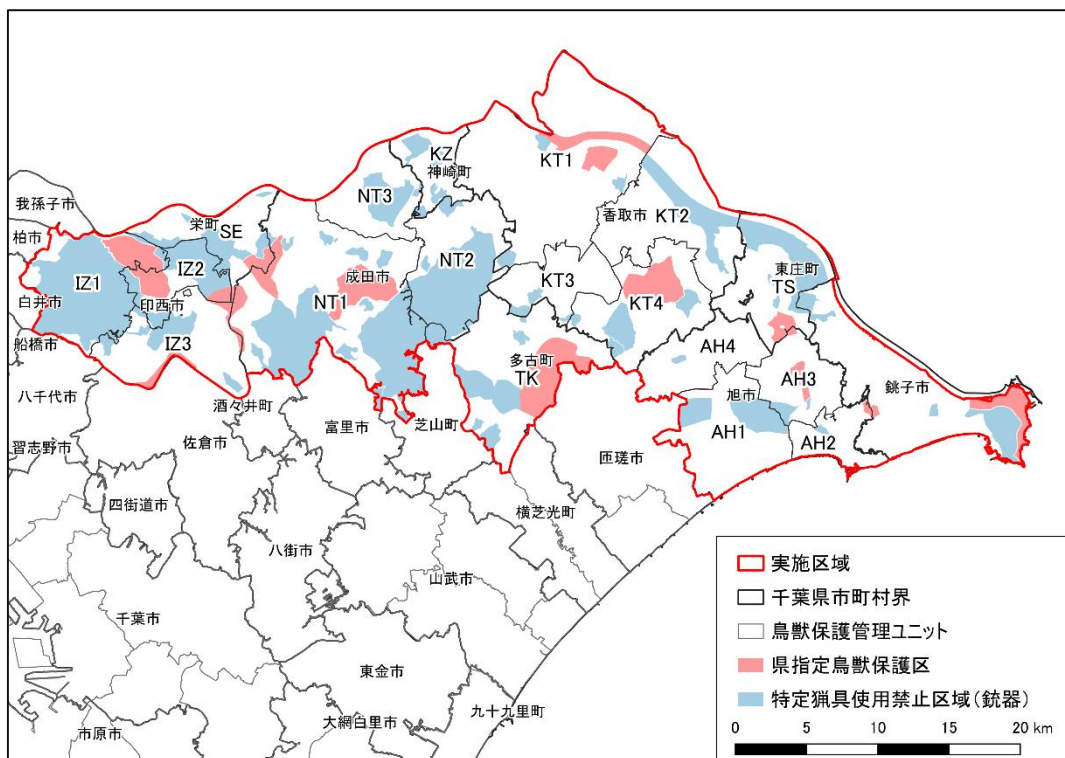 KZ
神崎町
KT1
NT3
我孫子市
栄町SE
香取市
KT2
柏市
IZ1
IZ2
NT2
成田市
KT3
東庄町
TS
白井市
印西市
NT1
KT4
船橋市
IZ3
多古町
TK
AH4
AH3
銚子市
八千代市
酒々井町
富里市
芝山町
旭市
AH1
AH2
習志野市
佐倉市
匝瑳市
四街道市
八街市
横芝光町
山武市
千葉市
東金市
大網白里市
九十九里町
市原市
実施区域
千葉県市町村界
鳥獣保護管理ユニット
県指定鳥獣保護区
特定猟具使用禁止区域(銃器)
0 5 10 15 20 km